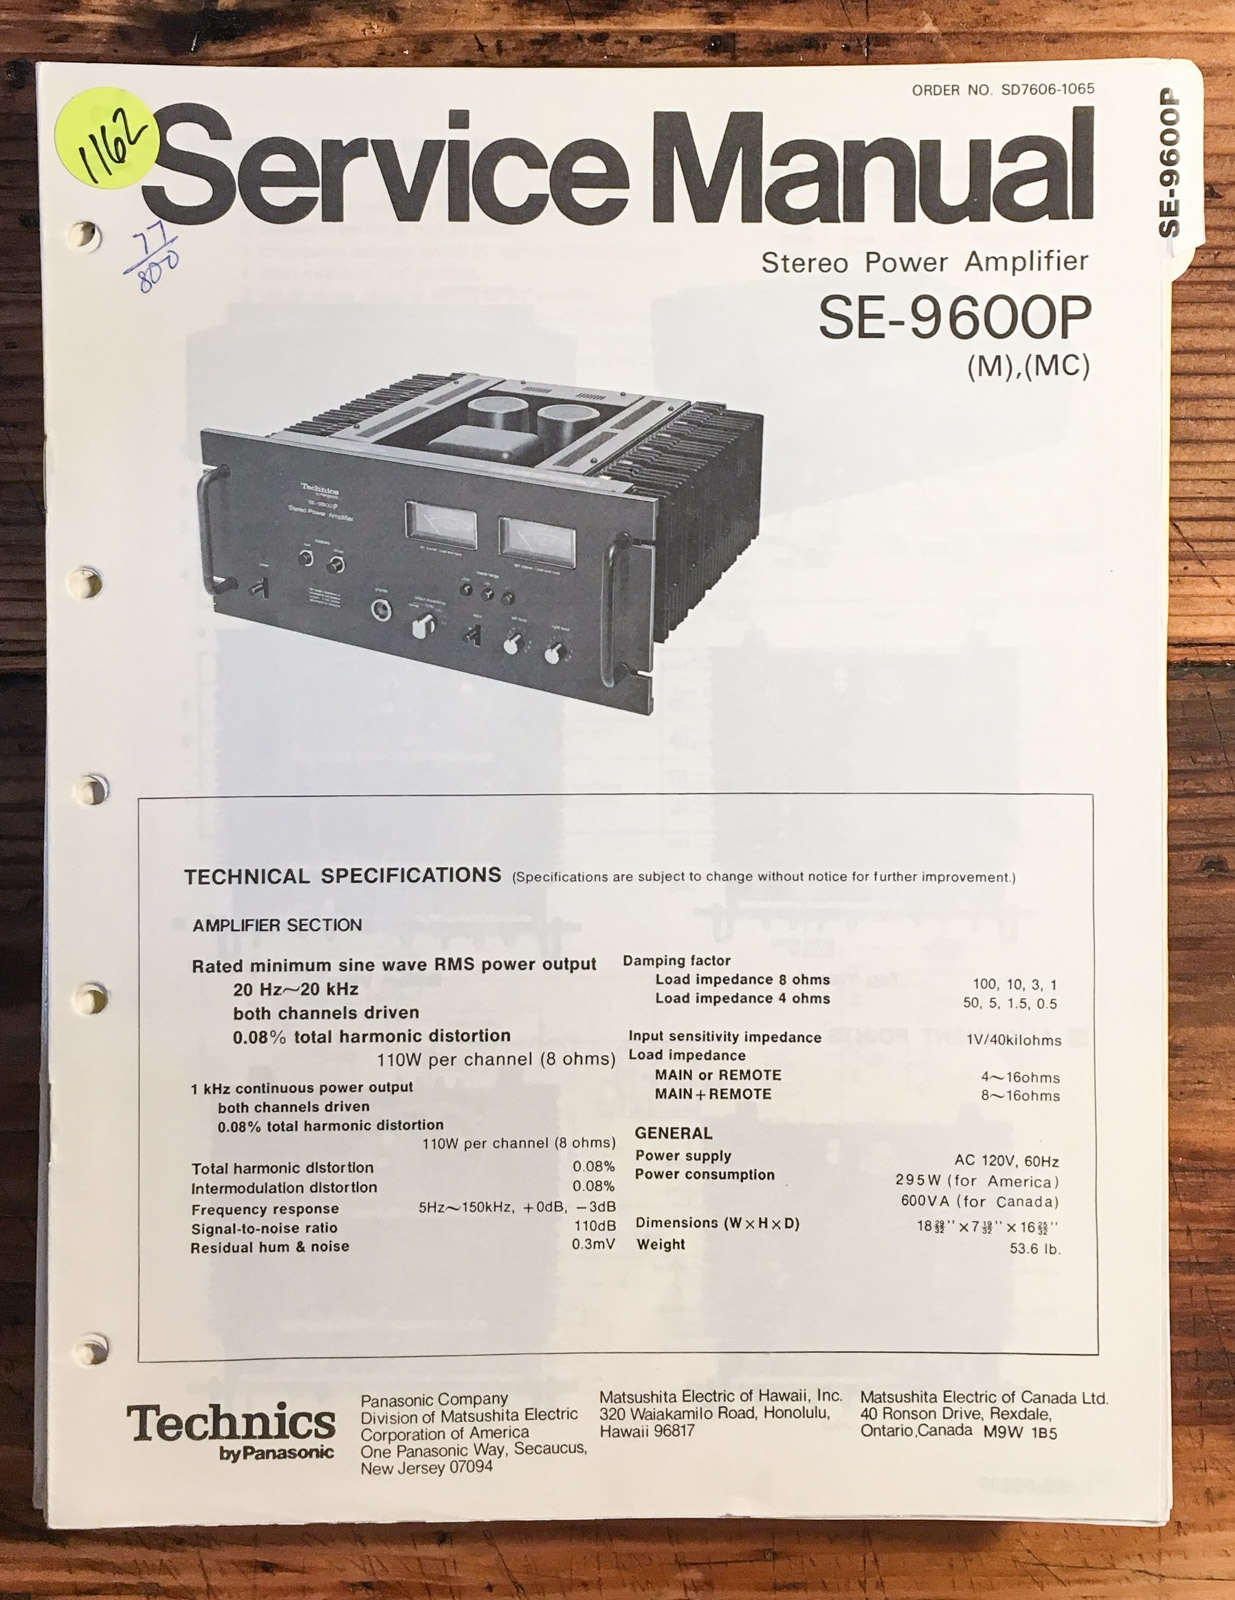 ORDER NO. SD7606-1065
SE-9600P
1162
Service Manual
77
800
Stereo Power Amplifier
SE-9600P
(M),(MC)
Technics
by Panasonic
SE-9600P
Stereo Power Amplifier
TECHNICAL SPECIFICATIONS (Specifications are subject to change without notice for further improvement.)
AMPLIFIER SECTION
Rated minimum sine wave RMS power output
20 Hz~20 kHz
both channels driven
0.08% total harmonic distortion
110W per channel (8 ohms)
1 kHz continuous power output
both channels driven
0.08% total harmonic distortion
110W per channel (8 ohms)
Total harmonic distortion 0.08%
Intermodulation distortion 0.08%
Frequency response 5Hz~150kHz, +0dB, −3dB
Signal-to-noise ratio 110dB
Residual hum & noise 0.3mV
Damping factor
Load impedance 8 ohms 100, 10, 3, 1
Load impedance 4 ohms 50, 5, 1.5, 0.5
Input sensitivity impedance 1V/40kilohms
Load impedance
MAIN or REMOTE 4~16ohms
MAIN+REMOTE 8~16ohms
GENERAL
Power supply AC 120V, 60Hz
Power consumption 295W (for America)
600VA (for Canada)
Dimensions (W×H×D)
Weight 53.6 lb.
Technics
by Panasonic
Panasonic Company
Division of Matsushita Electric
Corporation of America
One Panasonic Way, Secaucus,
New Jersey 07094
Matsushita Electric of Hawaii, Inc.
320 Waiakamilo Road, Honolulu,
Hawaii 96817
Matsushita Electric of Canada Ltd.
40 Ronson Drive, Rexdale,
Ontario,Canada M9W 1B5